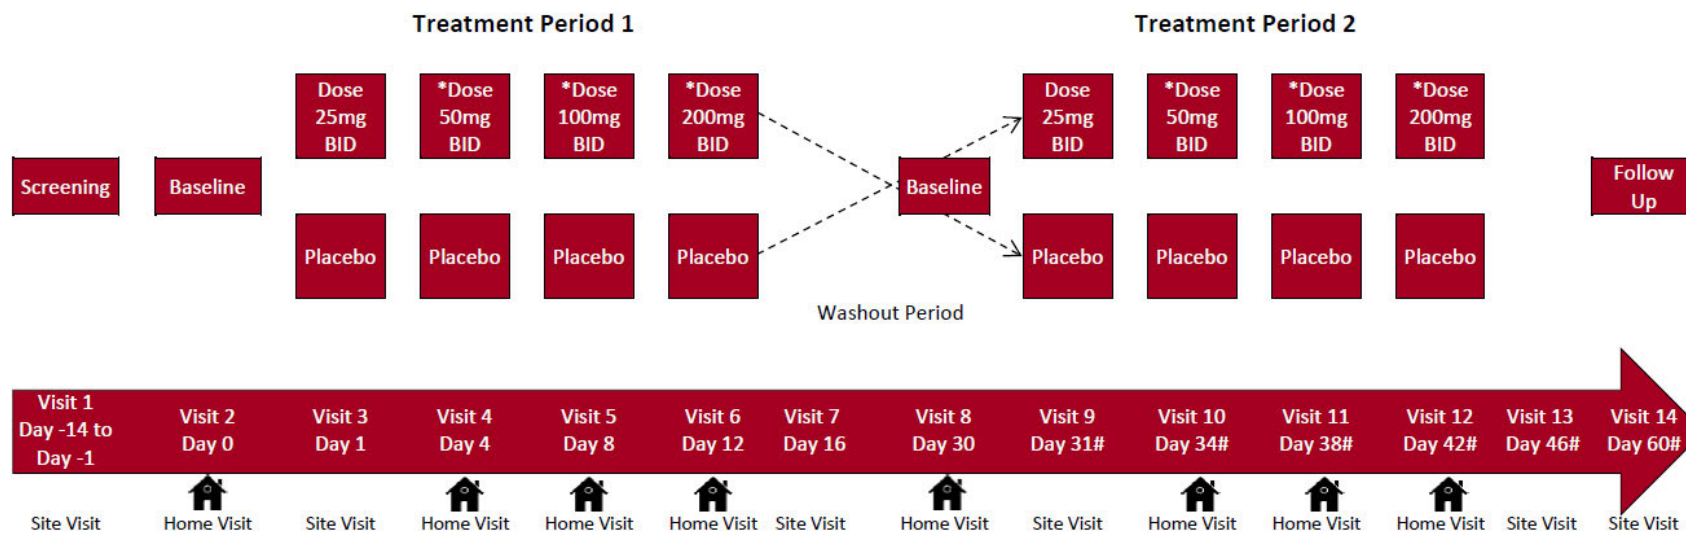 Treatment Period 1
Treatment Period 2
Dose
25mg
BID
*Dose
50mg
BID
*Dose
100mg
BID
*Dose
200mg
BID
Dose
25mg
BID
*Dose
50mg
BID
*Dose
100mg
BID
*Dose
200mg
BID
Screening
Baseline
Baseline
Follow
Up
Placebo
Placebo
Placebo
Placebo
Placebo
Placebo
Placebo
Placebo
Washout Period
Visit 1
Day -14 to
Day -1
Visit 2
Day 0
Visit 3
Day 1
Visit 4
Day 4
Visit 5
Day 8
Visit 6
Day 12
Visit 7
Day 16
Visit 8
Day 30
Visit 9
Day 31#
Visit 10
Day 34#
Visit 11
Day 38#
Visit 12
Day 42#
Visit 13
Day 46#
Visit 14
Day 60#
Site Visit
Home Visit
Site Visit
Home Visit
Home Visit
Home Visit
Site Visit
Home Visit
Site Visit
Home Visit
Home Visit
Home Visit
Site Visit
Site Visit